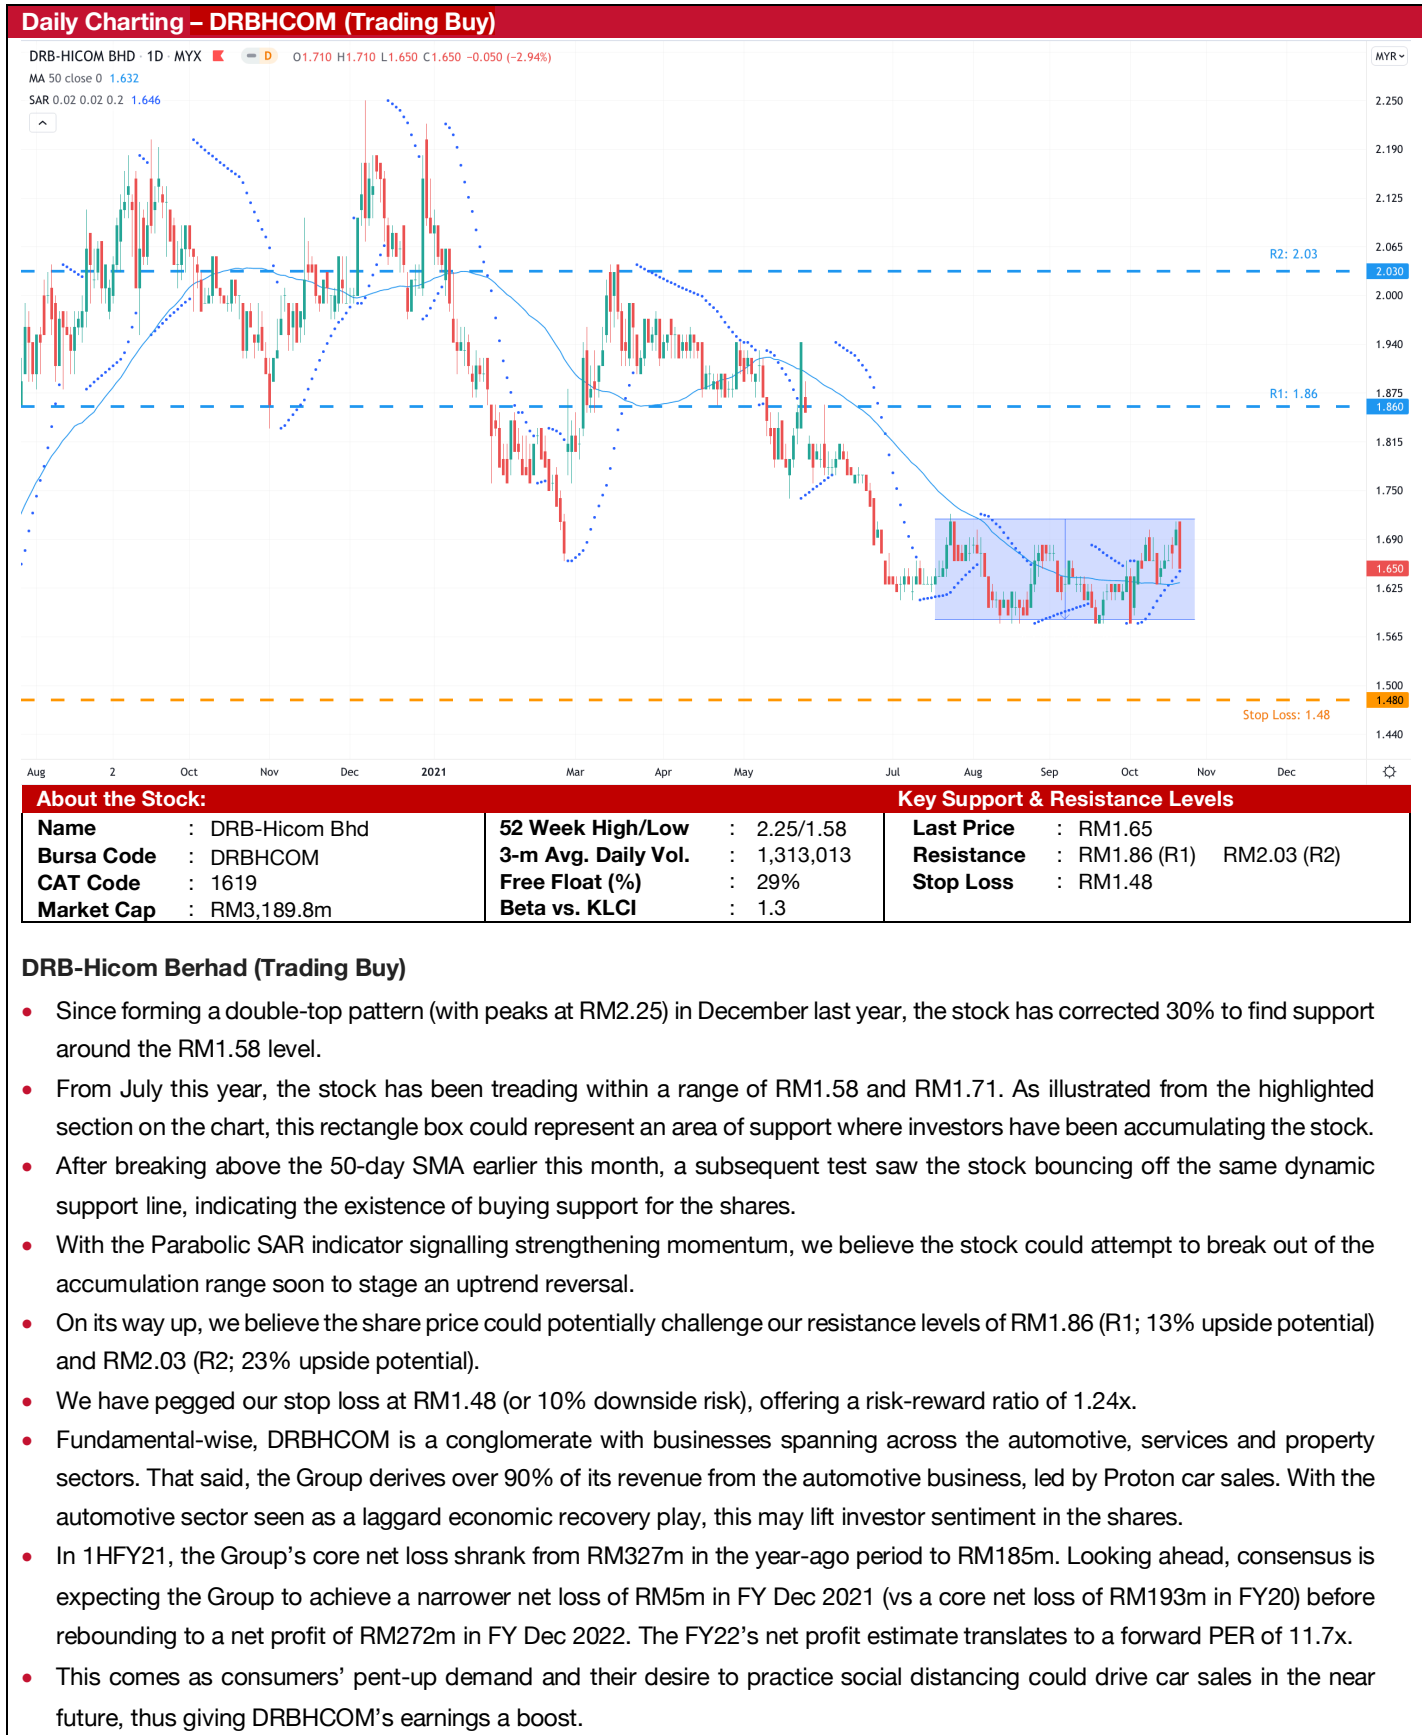 Daily Charting – DRBHCOM (Trading Buy)
DRB-HICOM BHD · 1D · MYX D O1.710 H1.710 L1.650 C1.650 −0.050 (−2.94%)
MYR
MA 50 close 0 1.632
SAR 0.02 0.02 0.2 1.646
2.250
2.190
2.125
2.065
R2: 2.03
2.030
2.000
1.940
R1: 1.86
1.875
1.860
1.815
1.750
1.690
1.650
1.625
1.565
1.500
1.480
Stop Loss: 1.48
1.440
Aug 2 Oct Nov Dec 2021 Mar Apr May Jul Aug Sep Oct Nov Dec
About the Stock: Key Support & Resistance Levels
Name : DRB-Hicom Bhd 52 Week High/Low : 2.25/1.58 Last Price : RM1.65
Bursa Code : DRBHCOM 3-m Avg. Daily Vol. : 1,313,013 Resistance : RM1.86 (R1) RM2.03 (R2)
CAT Code : 1619 Free Float (%) : 29% Stop Loss : RM1.48
Market Cap : RM3,189.8m Beta vs. KLCI : 1.3
DRB-Hicom Berhad (Trading Buy)
• Since forming a double-top pattern (with peaks at RM2.25) in December last year, the stock has corrected 30% to find support
around the RM1.58 level.
• From July this year, the stock has been treading within a range of RM1.58 and RM1.71. As illustrated from the highlighted
section on the chart, this rectangle box could represent an area of support where investors have been accumulating the stock.
• After breaking above the 50-day SMA earlier this month, a subsequent test saw the stock bouncing off the same dynamic
support line, indicating the existence of buying support for the shares.
• With the Parabolic SAR indicator signalling strengthening momentum, we believe the stock could attempt to break out of the
accumulation range soon to stage an uptrend reversal.
• On its way up, we believe the share price could potentially challenge our resistance levels of RM1.86 (R1; 13% upside potential)
and RM2.03 (R2; 23% upside potential).
• We have pegged our stop loss at RM1.48 (or 10% downside risk), offering a risk-reward ratio of 1.24x.
• Fundamental-wise, DRBHCOM is a conglomerate with businesses spanning across the automotive, services and property
sectors. That said, the Group derives over 90% of its revenue from the automotive business, led by Proton car sales. With the
automotive sector seen as a laggard economic recovery play, this may lift investor sentiment in the shares.
• In 1HFY21, the Group's core net loss shrank from RM327m in the year-ago period to RM185m. Looking ahead, consensus is
expecting the Group to achieve a narrower net loss of RM5m in FY Dec 2021 (vs a core net loss of RM193m in FY20) before
rebounding to a net profit of RM272m in FY Dec 2022. The FY22's net profit estimate translates to a forward PER of 11.7x.
• This comes as consumers' pent-up demand and their desire to practice social distancing could drive car sales in the near
future, thus giving DRBHCOM's earnings a boost.